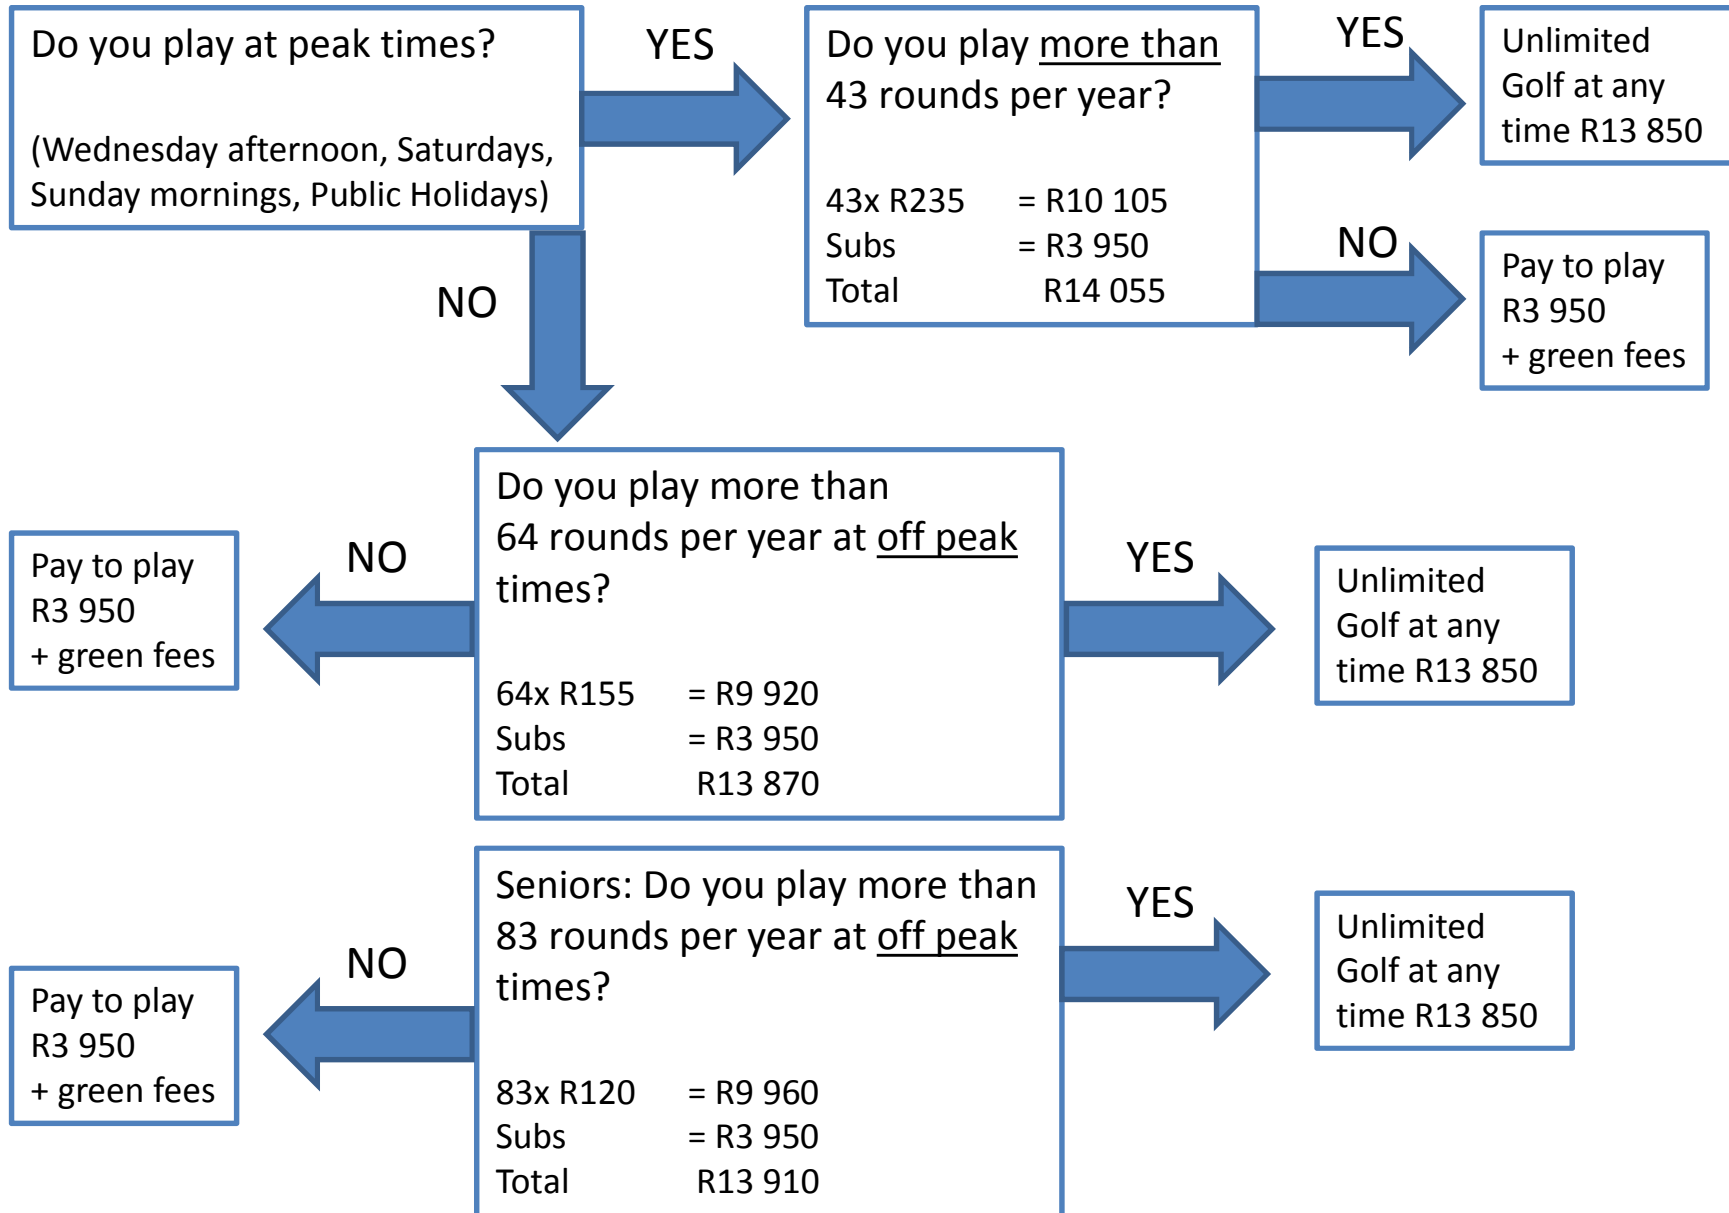 Do you play at peak times?
(Wednesday afternoon, Saturdays,
Sunday mornings, Public Holidays)
YES
Do you play more than
43 rounds per year?
43x R235 = R10 105
Subs = R3 950
Total R14 055
YES
Unlimited
Golf at any
time R13 850
NO
Pay to play
R3 950
+ green fees
NO
Do you play more than
64 rounds per year at off peak
times?
64x R155 = R9 920
Subs = R3 950
Total R13 870
NO
Pay to play
R3 950
+ green fees
YES
Unlimited
Golf at any
time R13 850
Seniors: Do you play more than
83 rounds per year at off peak
times?
83x R120 = R9 960
Subs = R3 950
Total R13 910
NO
Pay to play
R3 950
+ green fees
YES
Unlimited
Golf at any
time R13 850